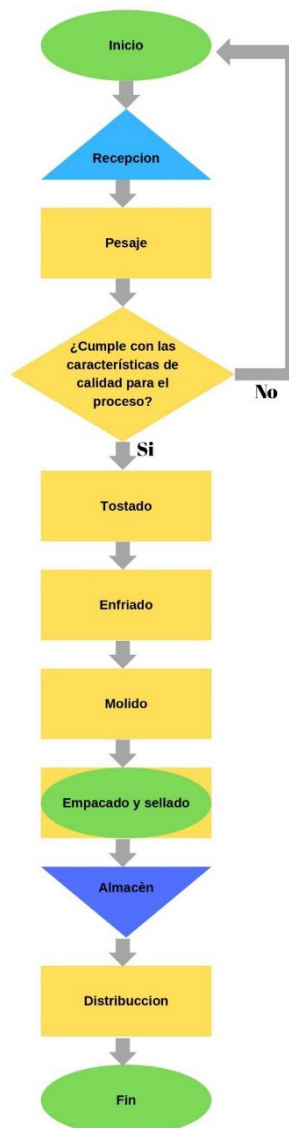 Inicio
Recepcion
Pesaje
¿Cumple con las
características de
calidad para el
proceso?
No
Si
Tostado
Enfriado
Molido
Empacado y sellado
Almacèn
Distribuccion
Fin